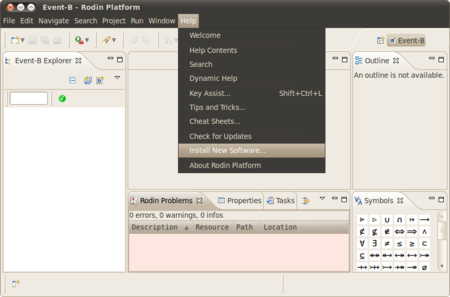 Event-B - Rodin Platform
File Edit Navigate Search Project Run Window Help
Welcome
Help Contents
Search
Dynamic Help
Key Assist... Shift+Ctrl+L
Tips and Tricks...
Cheat Sheets...
Check for Updates
Install New Software...
About Rodin Platform
Event-B
Event-B Explorer
Outline
An outline is not available.
Rodin Problems Properties Tasks
0 errors, 0 warnings, 0 infos
Description Resource Path Location
Symbols
∪ ∩ ↦ →
⊄ ⊈ ∉ ⇔ ⇒ ∧
∀ ∃ ≠ ≤ ≥ ⊂